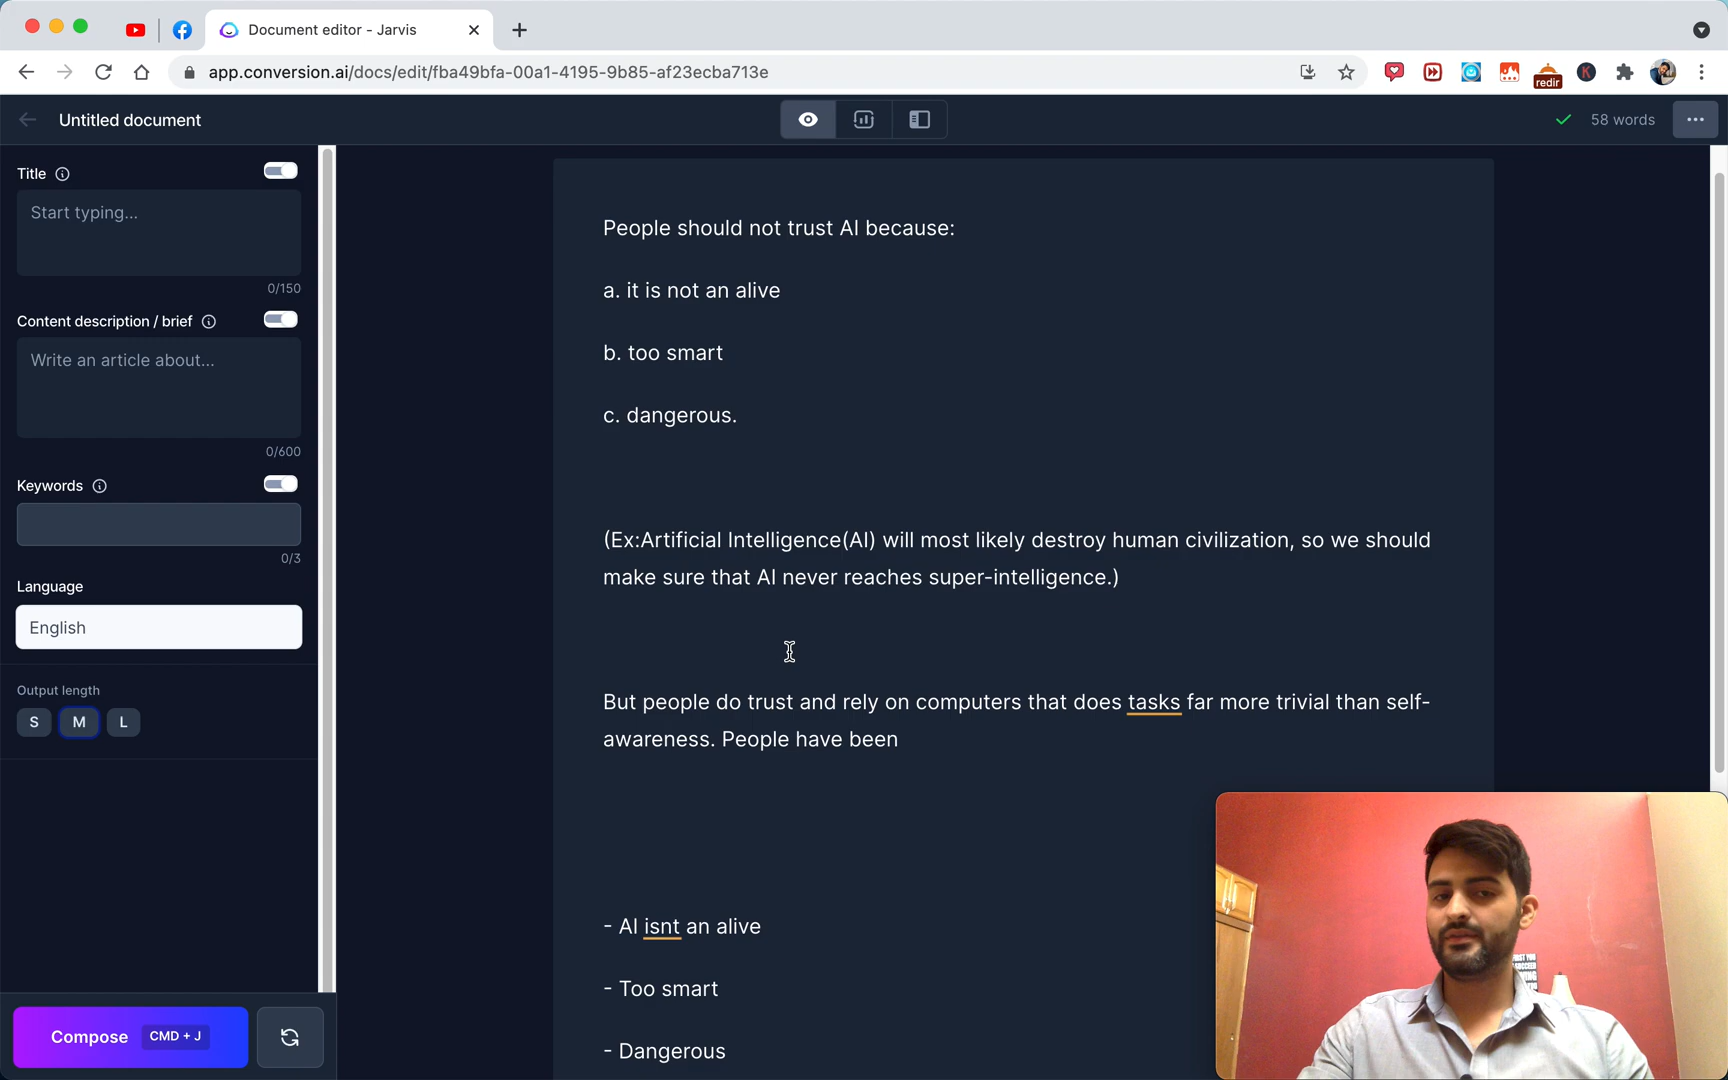 Document editor - Jarvis
app.conversion.ai/docs/edit/fba49bfa-00a1-4195-9b85-af23ecba713e
redir
K
Untitled document
58 words
Title
Start typing...
0/150
Content description / brief
Write an article about...
0/600
Keywords
0/3
Language
English
Output length
S M L
Compose CMD + J
People should not trust AI because:
a. it is not an alive
b. too smart
c. dangerous.
(Ex:Artificial Intelligence(AI) will most likely destroy human civilization, so we should
make sure that AI never reaches super-intelligence.)
But people do trust and rely on computers that does tasks far more trivial than self-
awareness. People have been
- AI isnt an alive
- Too smart
- Dangerous